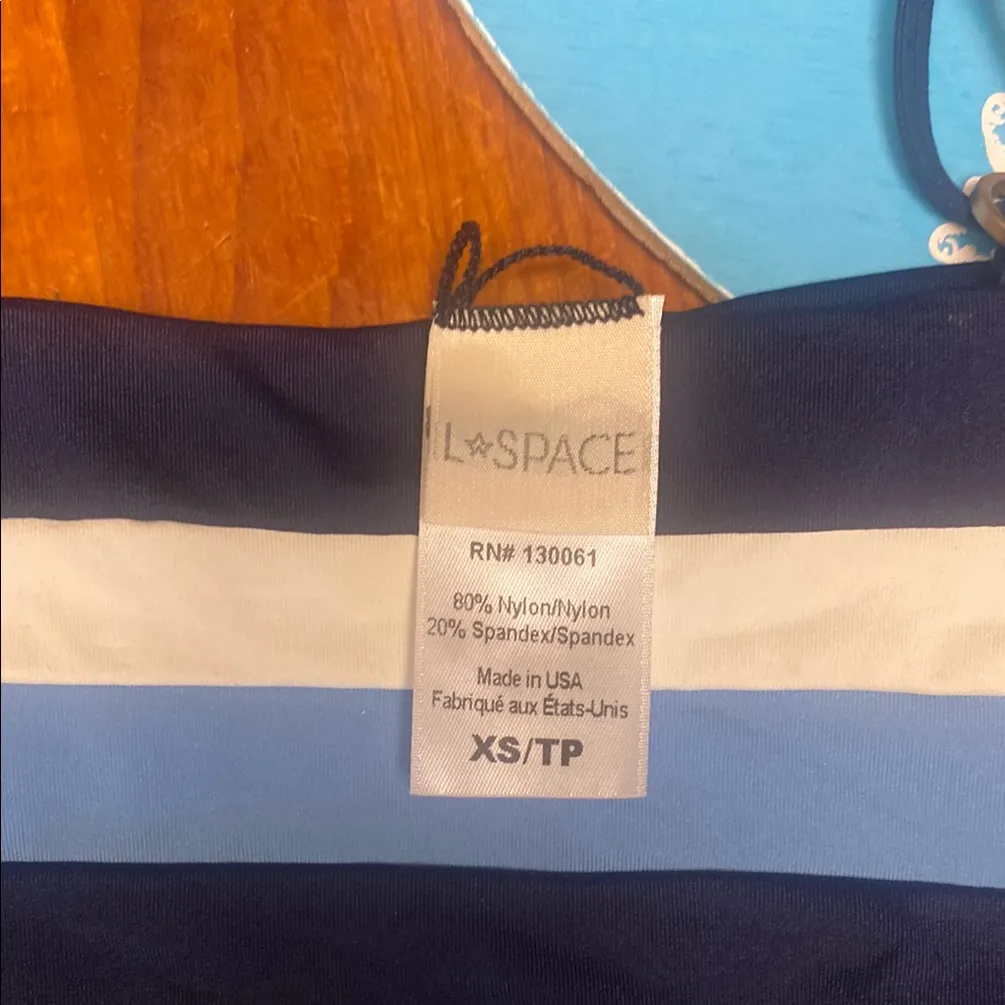 L☆SPACE
RN# 130061
80% Nylon/Nylon
20% Spandex/Spandex
Made in USA
Fabriqué aux États-Unis
XS/TP